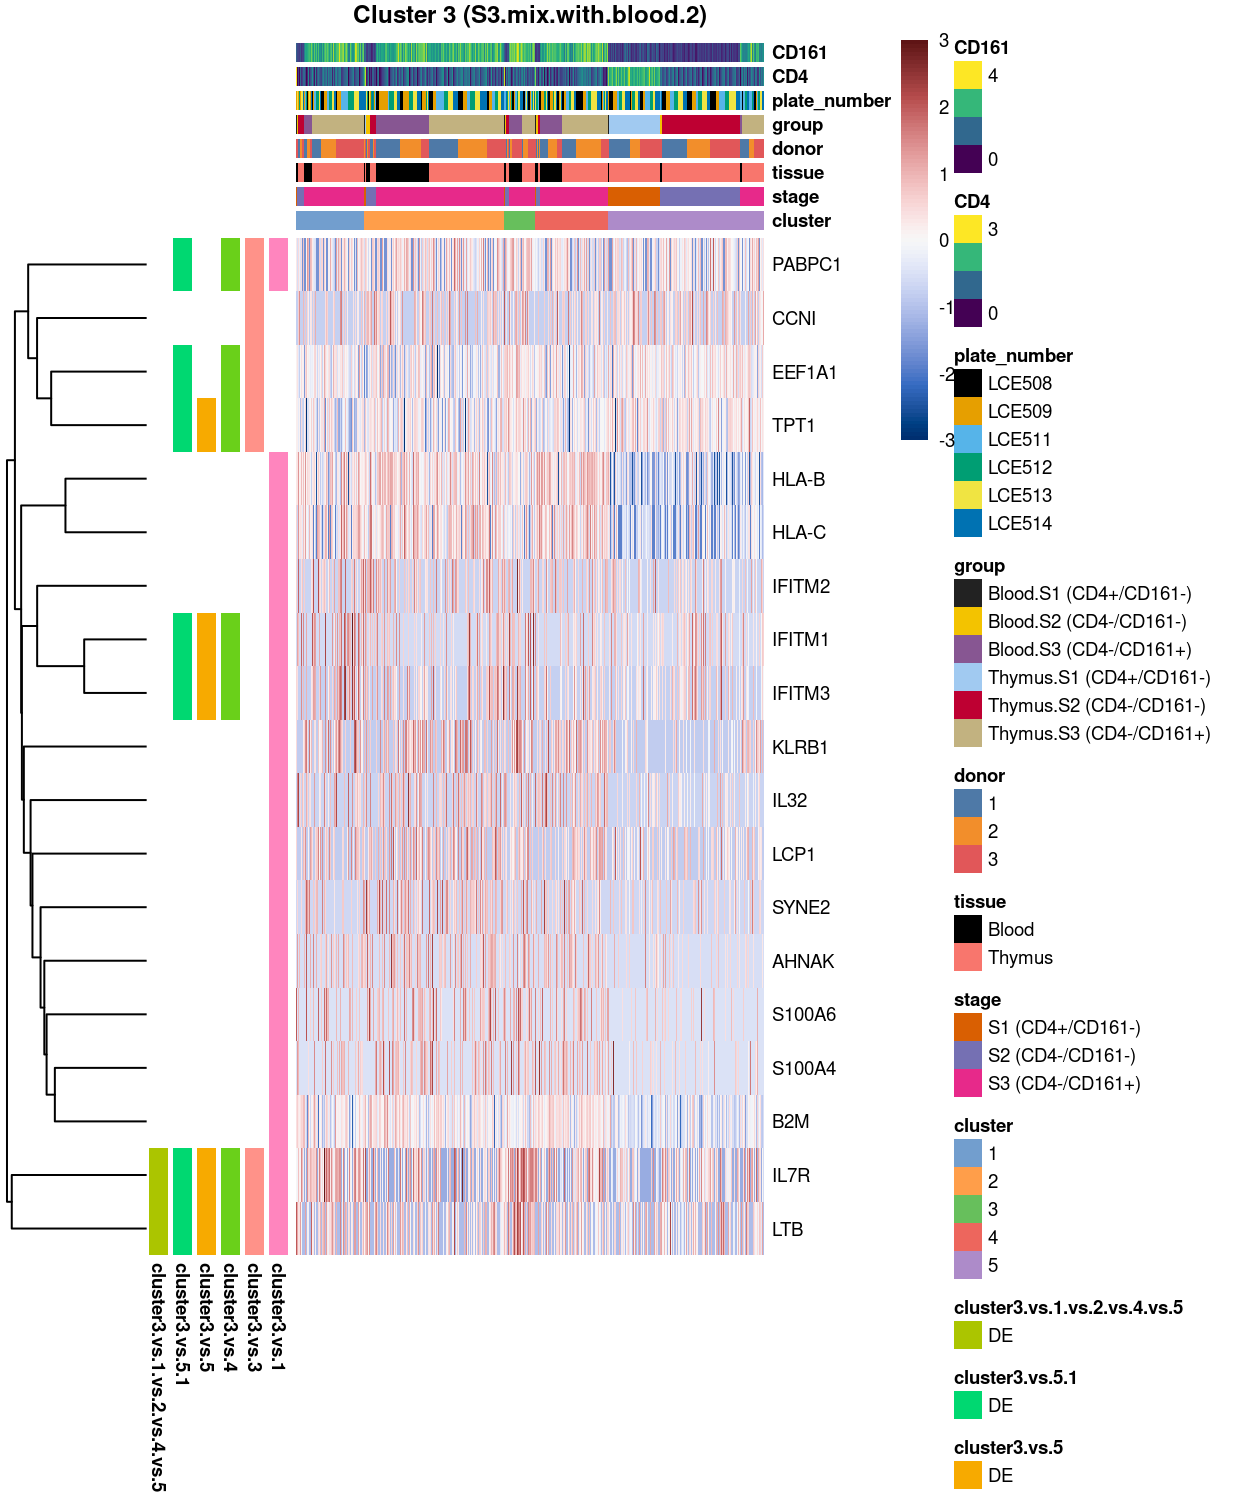 Cluster 3 (S3.mix.with.blood.2)
CD161
CD4
plate_number
group
donor
tissue
stage
cluster
PABPC1
CCNI
EEF1A1
TPT1
HLA-B
HLA-C
IFITM2
IFITM1
IFITM3
KLRB1
IL32
LCP1
SYNE2
AHNAK
S100A6
S100A4
B2M
IL7R
LTB
cluster3.vs.1.vs.2.vs.4.vs.5
cluster3.vs.5.1
cluster3.vs.5
cluster3.vs.4
cluster3.vs.3
cluster3.vs.1
3
2
1
0
-1
-2
-3
CD161
4
0
CD4
3
0
plate_number
LCE508
LCE509
LCE511
LCE512
LCE513
LCE514
group
Blood.S1 (CD4+/CD161-)
Blood.S2 (CD4-/CD161-)
Blood.S3 (CD4-/CD161+)
Thymus.S1 (CD4+/CD161-)
Thymus.S2 (CD4-/CD161-)
Thymus.S3 (CD4-/CD161+)
donor
1
2
3
tissue
Blood
Thymus
stage
S1 (CD4+/CD161-)
S2 (CD4-/CD161-)
S3 (CD4-/CD161+)
cluster
1
2
3
4
5
cluster3.vs.1.vs.2.vs.4.vs.5
DE
cluster3.vs.5.1
DE
cluster3.vs.5
DE